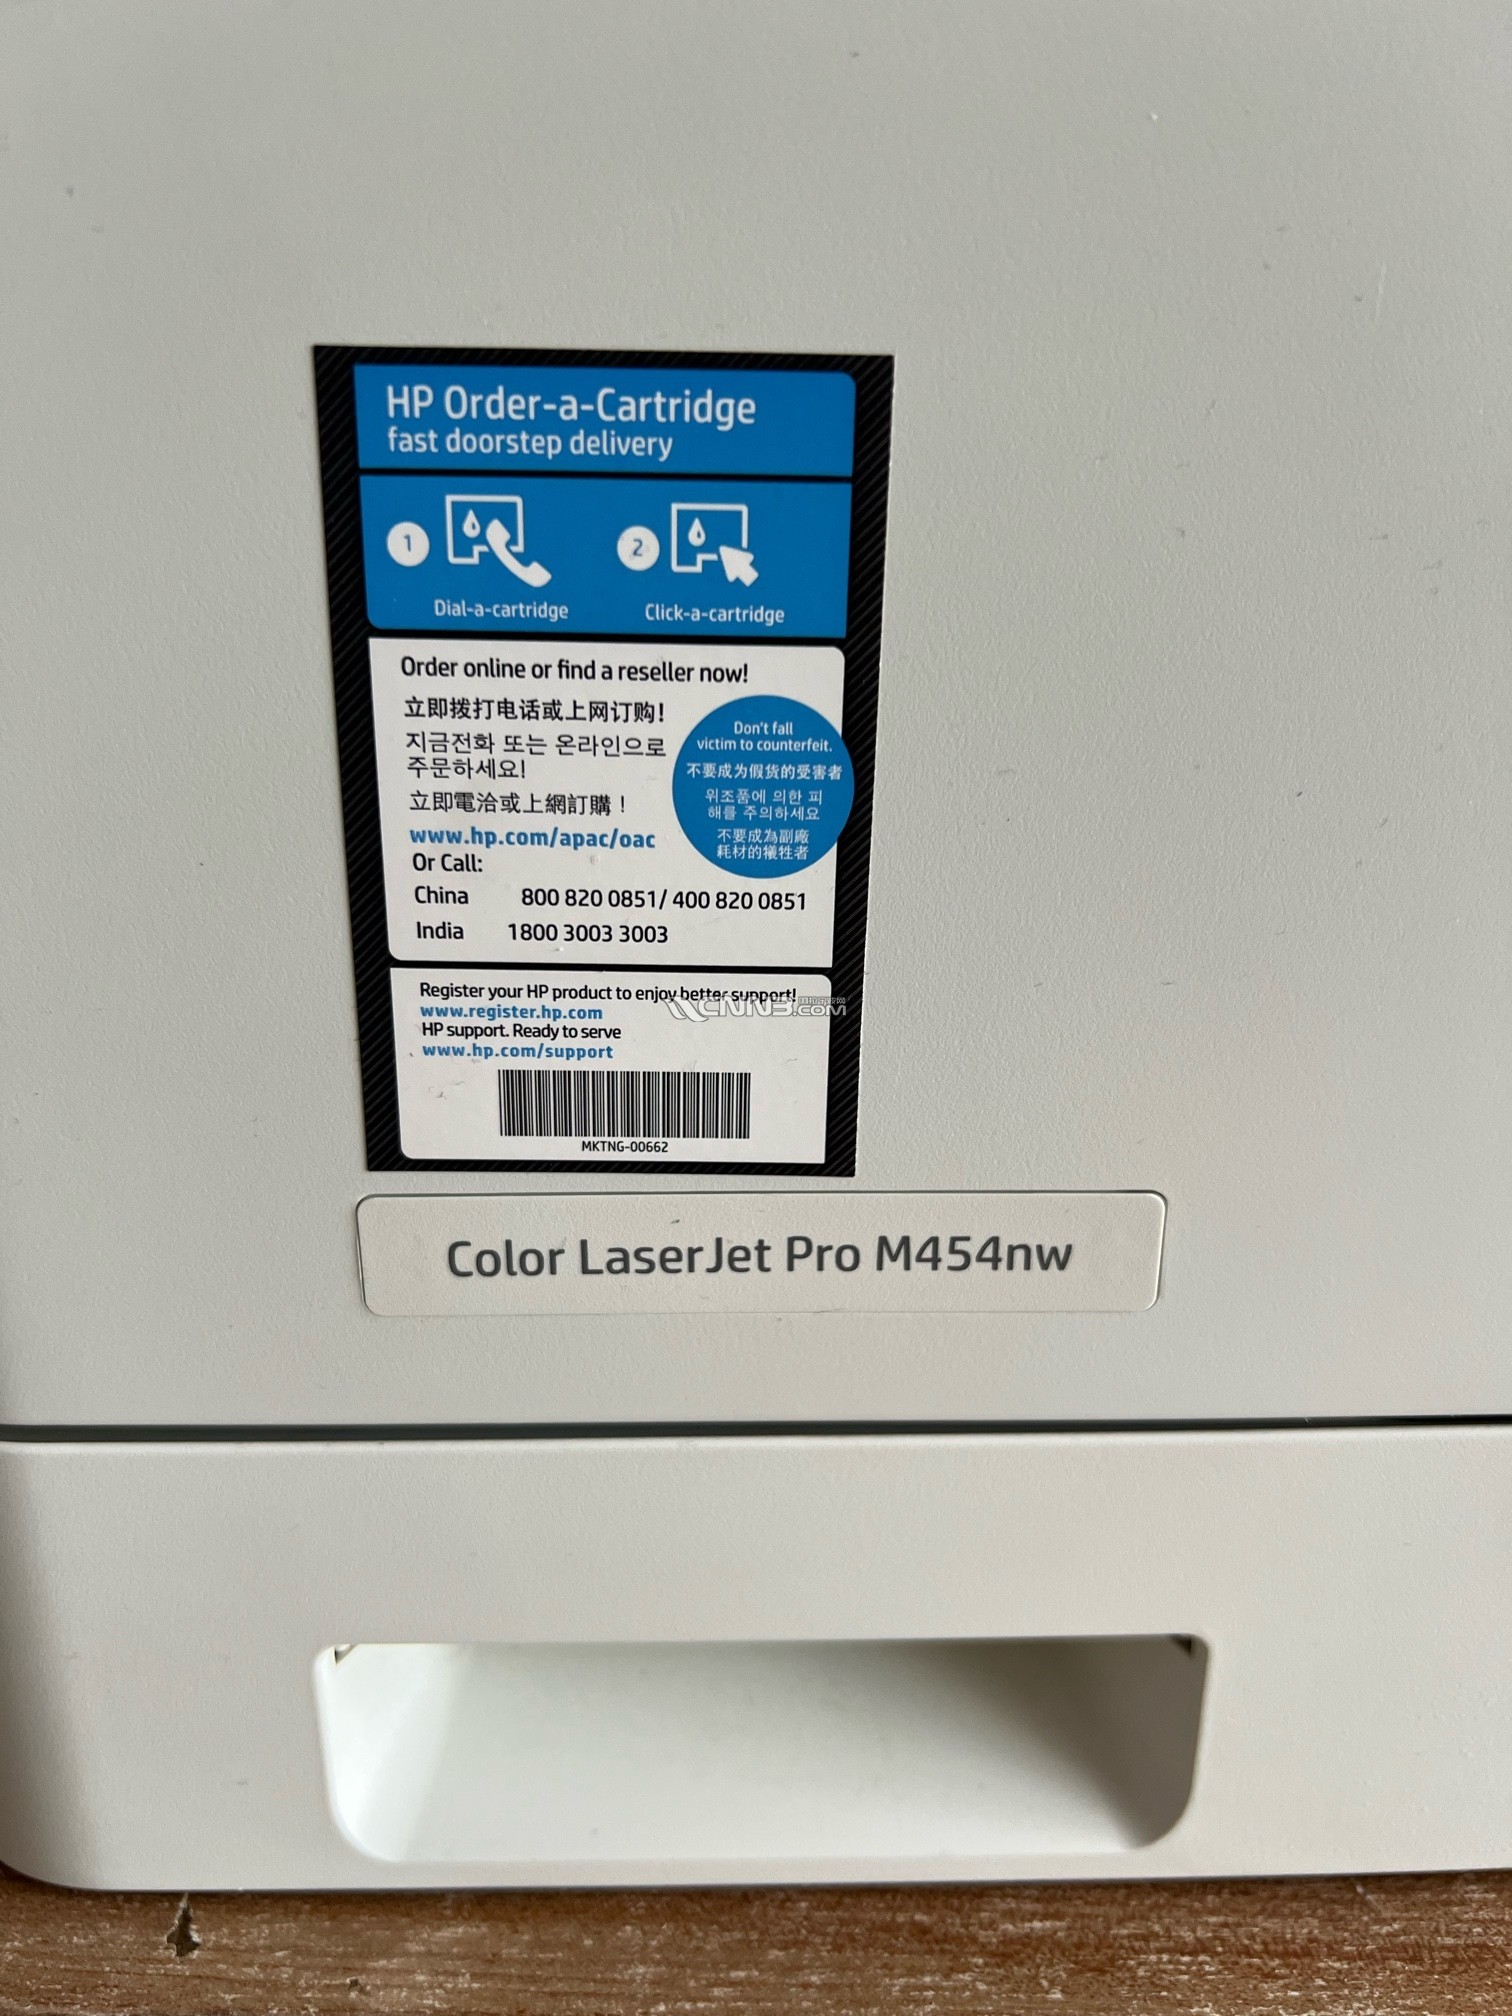 HP Order-a-Cartridge
fast doorstep delivery
1
Dial-a-cartridge
2
Click-a-cartridge
Order online or find a reseller now!
立即拨打电话或上网订购!
지금전화 또는 온라인으로
주문하세요!
立即電洽或上網訂購！
www.hp.com/apac/oac
Don't fall
victim to counterfeit.
不要成为假货的受害者
위조품에 의한 피
해를 주의하세요
不要成為副廠
耗材的犧牲者
Or Call:
China 800 820 0851/ 400 820 0851
India 1800 3003 3003
Register your HP product to enjoy better support!
www.register.hp.com
HP support. Ready to serve
www.hp.com/support
CNN3.COM
MKTNG-00662
Color LaserJet Pro M454nw